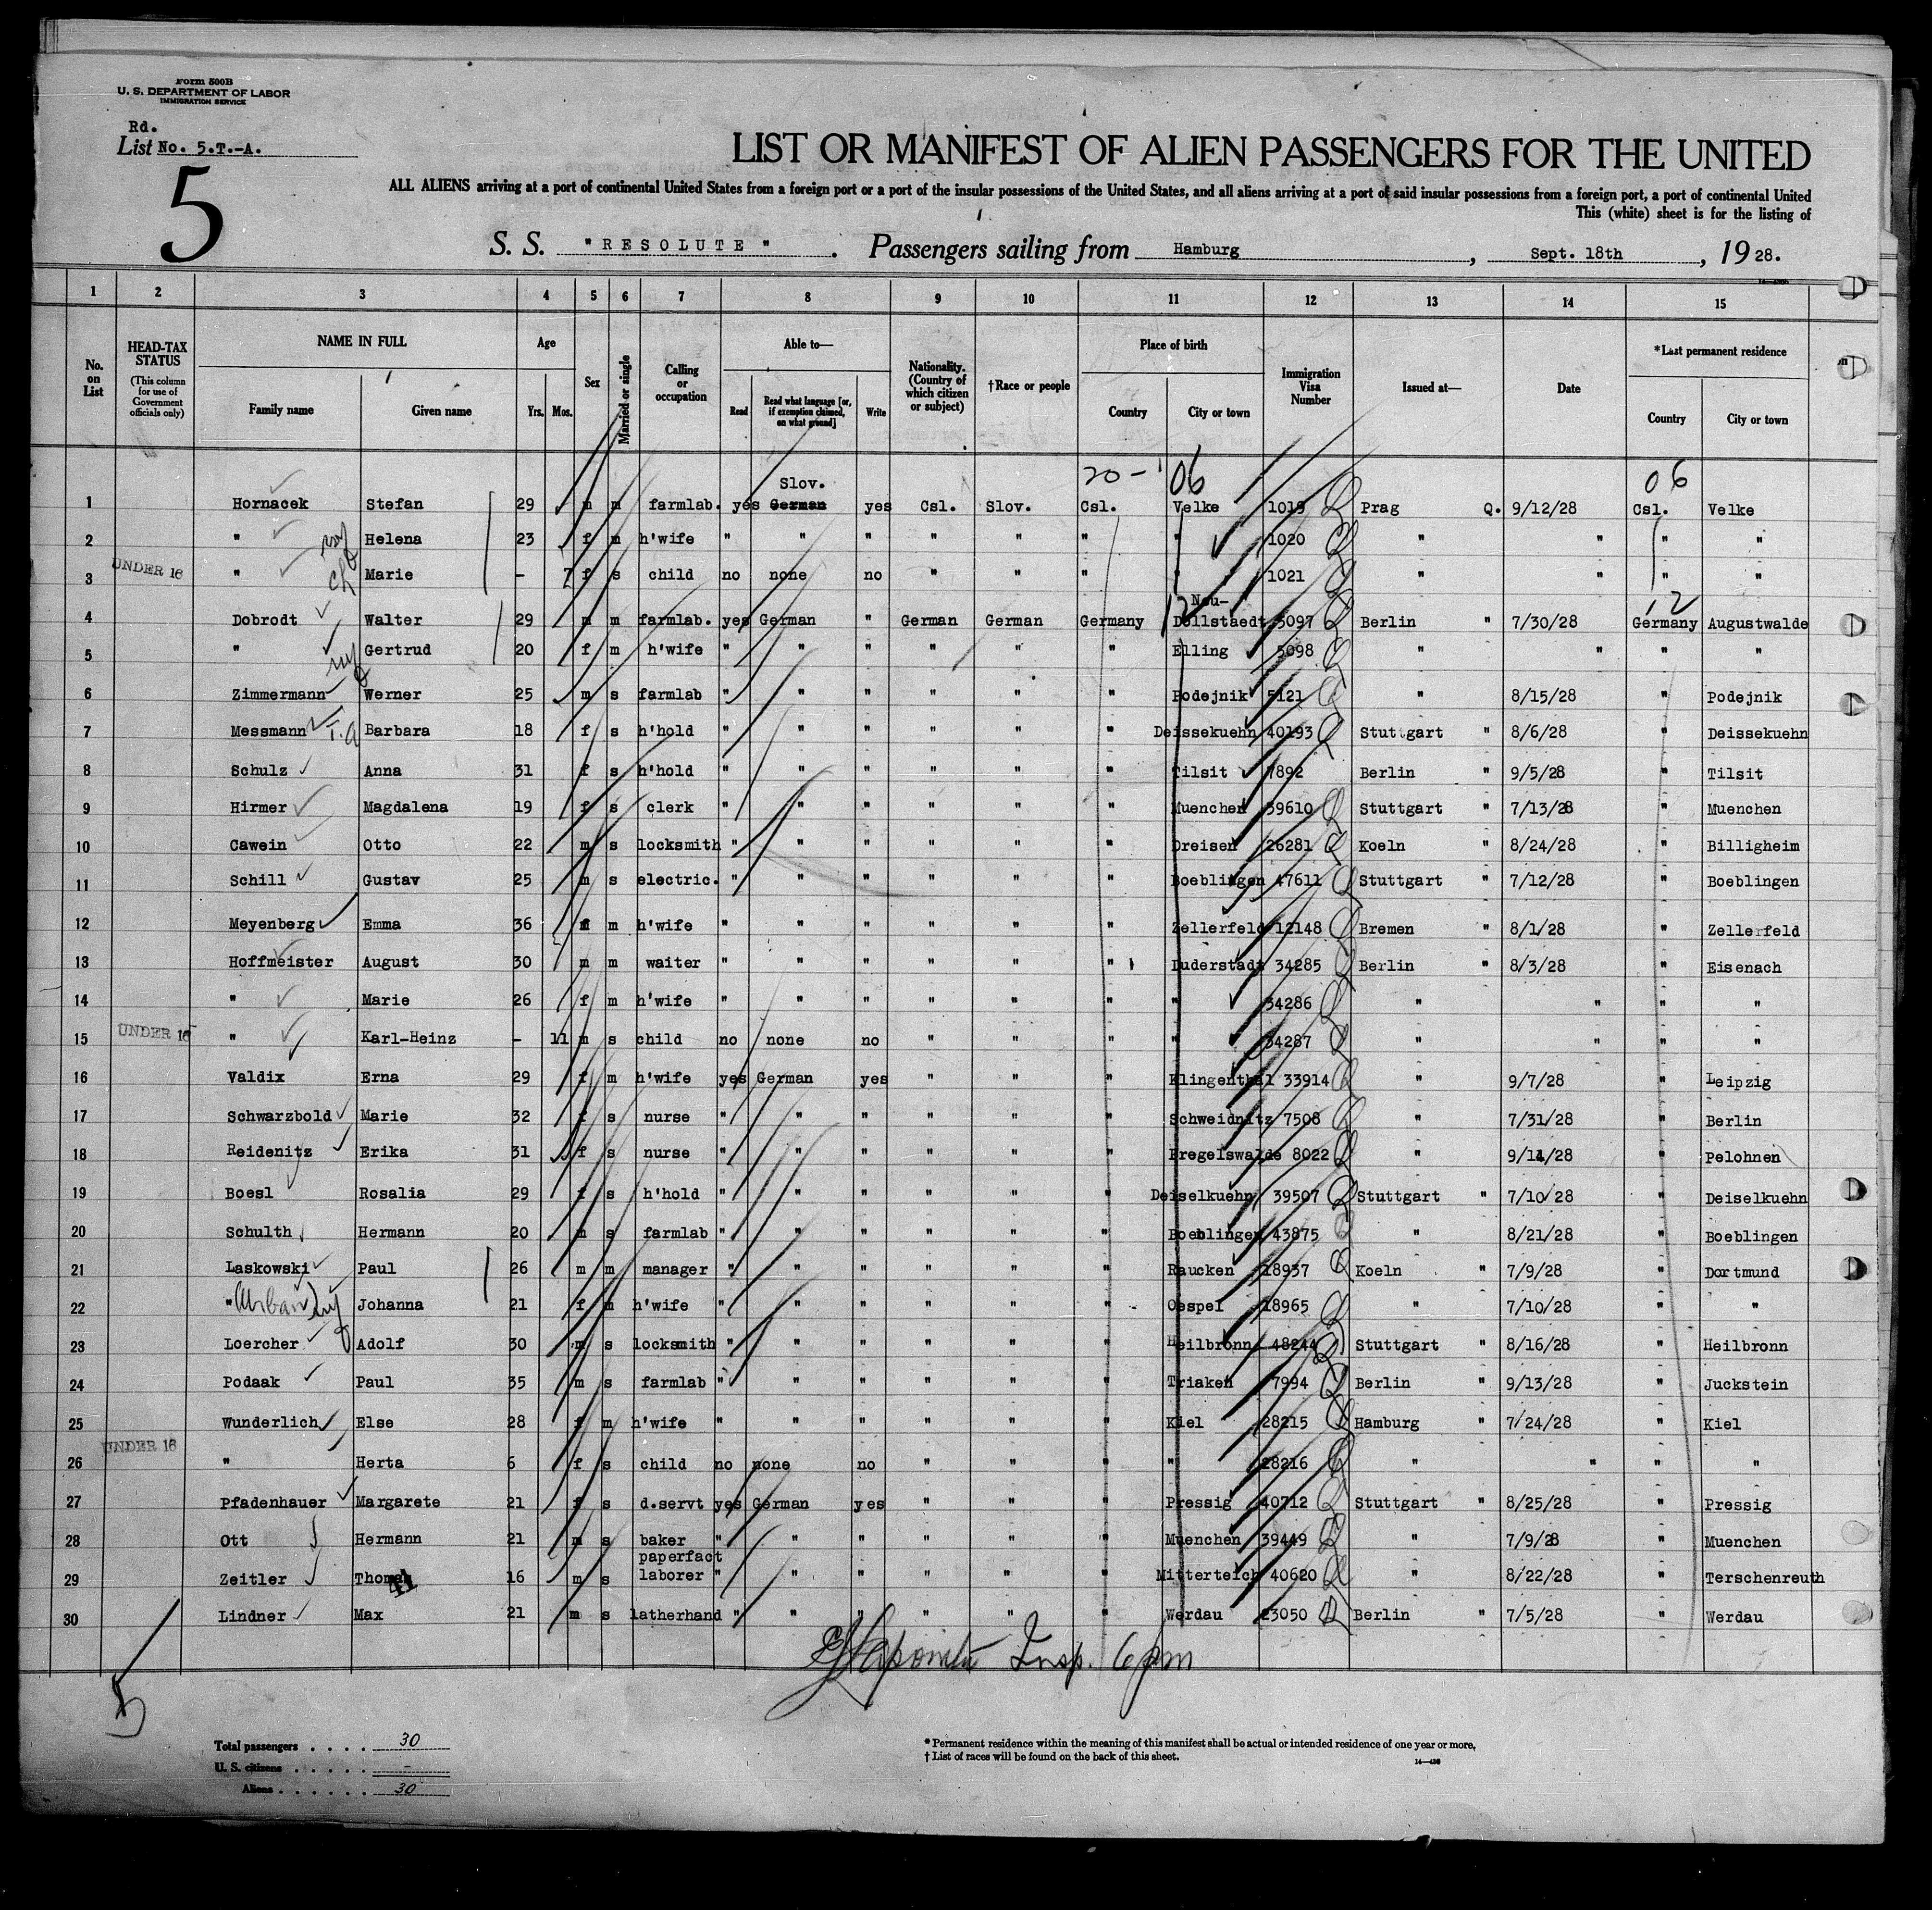 Form 500B
U. S. DEPARTMENT OF LABOR
IMMIGRATION SERVICE
Rd.
List No. 5.T.-A.
5
LIST OR MANIFEST OF ALIEN PASSENGERS FOR THE UNITED
ALL ALIENS arriving at a port of continental United States from a foreign port or a port of the insular possessions of the United States, and all aliens arriving at a port of said insular possessions from a foreign port, a port of continental United
This (white) sheet is for the listing of
S. S. "RESOLUTE". Passengers sailing from Hamburg, Sept. 18th, 1928.
1 2 3 4 5 6 7 8 9 10 11 12 13 14 15
No. on List
HEAD-TAX STATUS (This column for use of Government officials only)
NAME IN FULL Family name Given name
Age Yrs. Mos.
Sex
Married or single
Calling or occupation
Able to— Read Read what language [or, if exemption claimed, on what ground] Write
Nationality. (Country of which citizen or subject)
†Race or people
Place of birth Country City or town
Immigration Visa Number
Issued at—
Date
*Last permanent residence Country City or town
20- 06 06
Slov.
1 Hornacek Stefan 29 m m farmlab. yes German yes Csl. Slov. Csl. Velke 1019 Prag Q. 9/12/28 Csl. Velke
2 " Helena 23 f m h'wife " " " " " " " 1020 " " " "
3 UNDER 16 " Marie - 7 f s child no none no " " " " 1021 " " " "
12 Neu- 12
4 Dobrodt Walter 29 m m farmlab. yes German " German German Germany Dollstaedt 5097 Berlin " 7/30/28 Germany Augustwalde
5 " Gertrud 20 f m h'wife " " " " " " Elling 5098 " " " "
6 Zimmermann Werner 25 m s farmlab " " " " " " Podejnik 5121 " 8/15/28 " Podejnik
7 Messmann T.A Barbara 18 f s h'hold " " " " " " Deissekuehn 40193 Stuttgart " 8/6/28 " Deissekuehn
8 Schulz Anna 31 f s h'hold " " " " " " Tilsit 7892 Berlin " 9/5/28 " Tilsit
9 Hirmer Magdalena 19 f s clerk " " " " " " Muenchen 39610 Stuttgart " 7/13/28 " Muenchen
10 Cawein Otto 22 m s locksmith " " " " " " Dreisen 26281 Koeln " 8/24/28 " Billigheim
11 Schill Gustav 25 m s electric. " " " " " " Boeblingen 47611 Stuttgart " 7/12/28 " Boeblingen
12 Meyenberg Emma 36 f m h'wife " " " " " " Zellerfeld 12148 Bremen " 8/1/28 " Zellerfeld
13 Hoffmeister August 30 m m waiter " " " " " " Duderstadt 34285 Berlin " 8/3/28 " Eisenach
14 " Marie 26 f m h'wife " " " " " " " 34286 " " " "
15 UNDER 16 " Karl-Heinz - 11 m s child no none no " " " " 34287 " " " "
16 Valdix Erna 29 f m h'wife yes German yes " " " Klingenthal 33914 " 9/7/28 " Leipzig
17 Schwarzbold Marie 32 f s nurse " " " " " " Schweidnitz 7508 " 7/31/28 " Berlin
18 Reidenitz Erika 31 f s nurse " " " " " " Pregelswalde 8022 " 9/11/28 " Pelohnen
19 Boesl Rosalia 29 f s h'hold " " " " " " Deiselkuehn 39507 Stuttgart " 7/10/28 " Deiselkuehn
20 Schulth Hermann 20 m s farmlab " " " " " " Boeblingen 43875 " 8/21/28 " Boeblingen
21 Laskowski Paul 26 m m manager " " " " " " Raucken 18937 Koeln " 7/9/28 " Dortmund
22 " (Urban) Johanna 21 f m h'wife " " " " " " Oespel 18965 " 7/10/28 " "
23 Loercher Adolf 30 m s locksmith " " " " " " Heilbronn 48244 Stuttgart " 8/16/28 " Heilbronn
24 Podaak Paul 35 m s farmlab " " " " " " Triaken 7994 Berlin " 9/13/28 " Juckstein
25 Wunderlich Else 28 f m h'wife " " " " " " Kiel 28215 Hamburg " 7/24/28 " Kiel
26 UNDER 16 " Herta 6 f s child no none no " " " " 28216 " " " "
27 Pfadenhauer Margarete 21 f s d.servt yes German yes " " " Pressig 40712 Stuttgart " 8/25/28 " Pressig
28 Ott Hermann 21 m s baker " " " " " " Muenchen 39449 " 7/9/28 " Muenchen
paperfact
29 Zeitler Thomas 16 m s laborer " " " " " " Mitterteich 40620 " 8/22/28 " Terschenreuth
41
30 Lindner Max 21 m s latherhand " " " " " " Werdau 23050 Berlin " 7/5/28 " Werdau
Insp. 6 pm
5
Total passengers . . . . 30
U. S. citizens . . . . . . -
Aliens . . . . . . . 30
* Permanent residence within the meaning of this manifest shall be actual or intended residence of one year or more.
† List of races will be found on the back of this sheet.